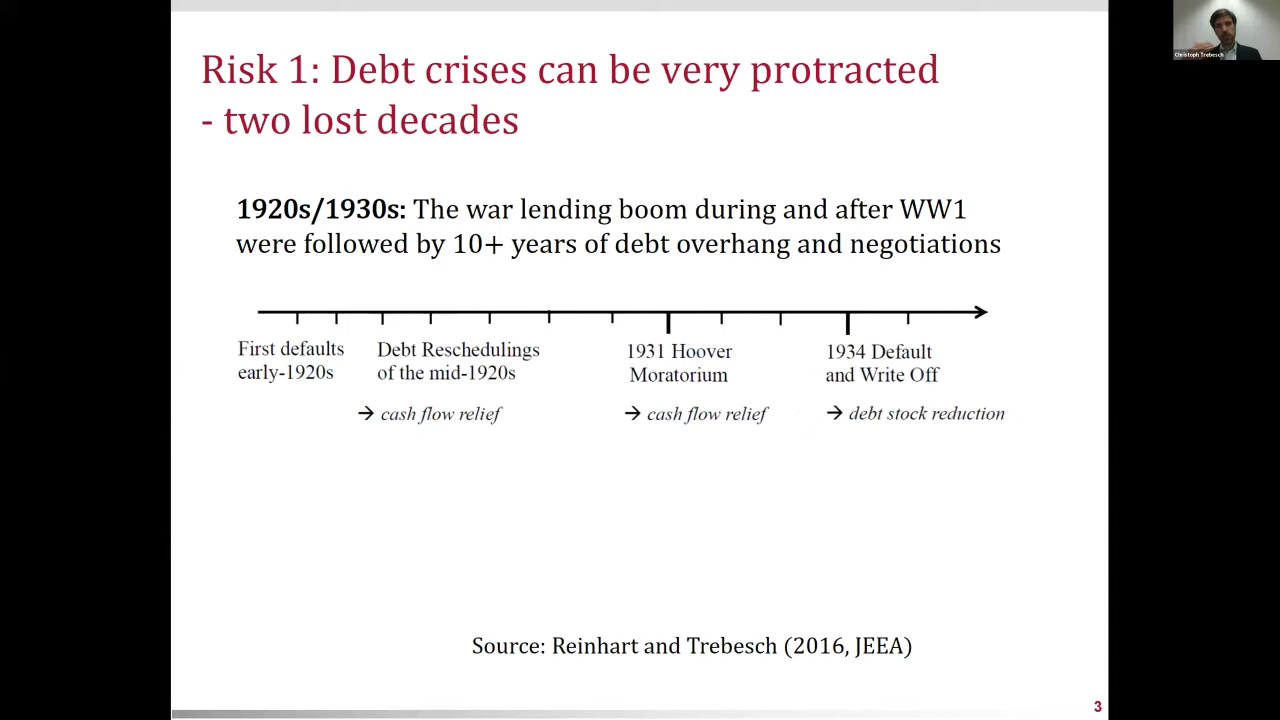 Risk 1: Debt crises can be very protracted
- two lost decades
Christoph Trebesch
1920s/1930s: The war lending boom during and after WW1
were followed by 10+ years of debt overhang and negotiations
First defaults
early-1920s
Debt Reschedulings
of the mid-1920s
→ cash flow relief
1931 Hoover
Moratorium
→ cash flow relief
1934 Default
and Write Off
→ debt stock reduction
Source: Reinhart and Trebesch (2016, JEEA)
3